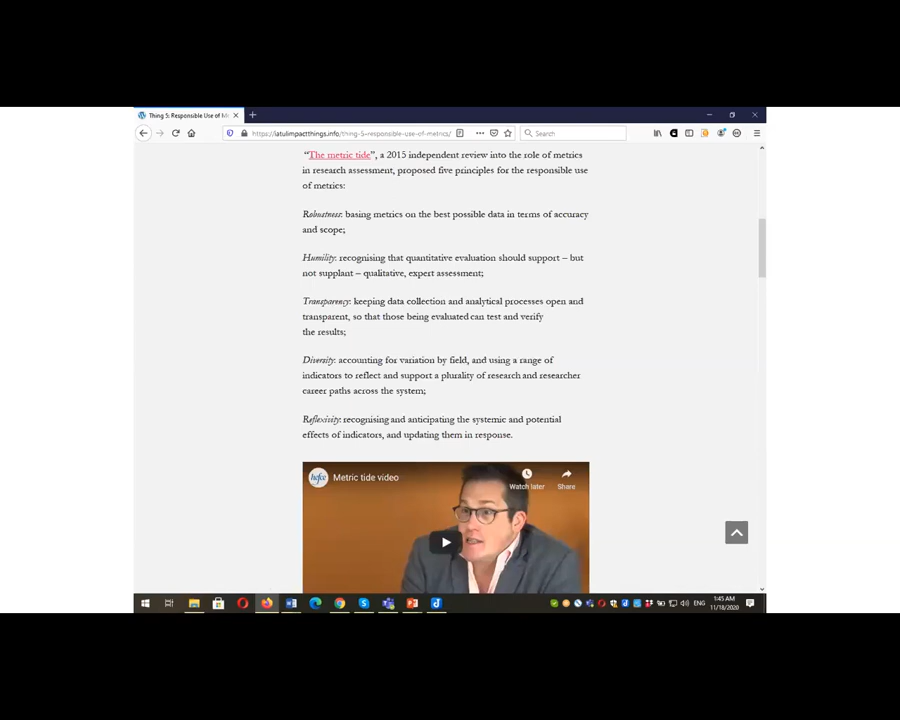 Thing 5: Responsible Use of M
https://iatulimpactthings.info/thing-5-responsible-use-of-metrics/
Search
“The metric tide”, a 2015 independent review into the role of metrics
in research assessment, proposed five principles for the responsible use
of metrics:
Robustness: basing metrics on the best possible data in terms of accuracy
and scope;
Humility: recognising that quantitative evaluation should support – but
not supplant – qualitative, expert assessment;
Transparency: keeping data collection and analytical processes open and
transparent, so that those being evaluated can test and verify
the results;
Diversity: accounting for variation by field, and using a range of
indicators to reflect and support a plurality of research and researcher
career paths across the system;
Reflexivity: recognising and anticipating the systemic and potential
effects of indicators, and updating them in response.
hefce
Metric tide video
Watch later
Share
ENG
1:45 AM
11/18/2020